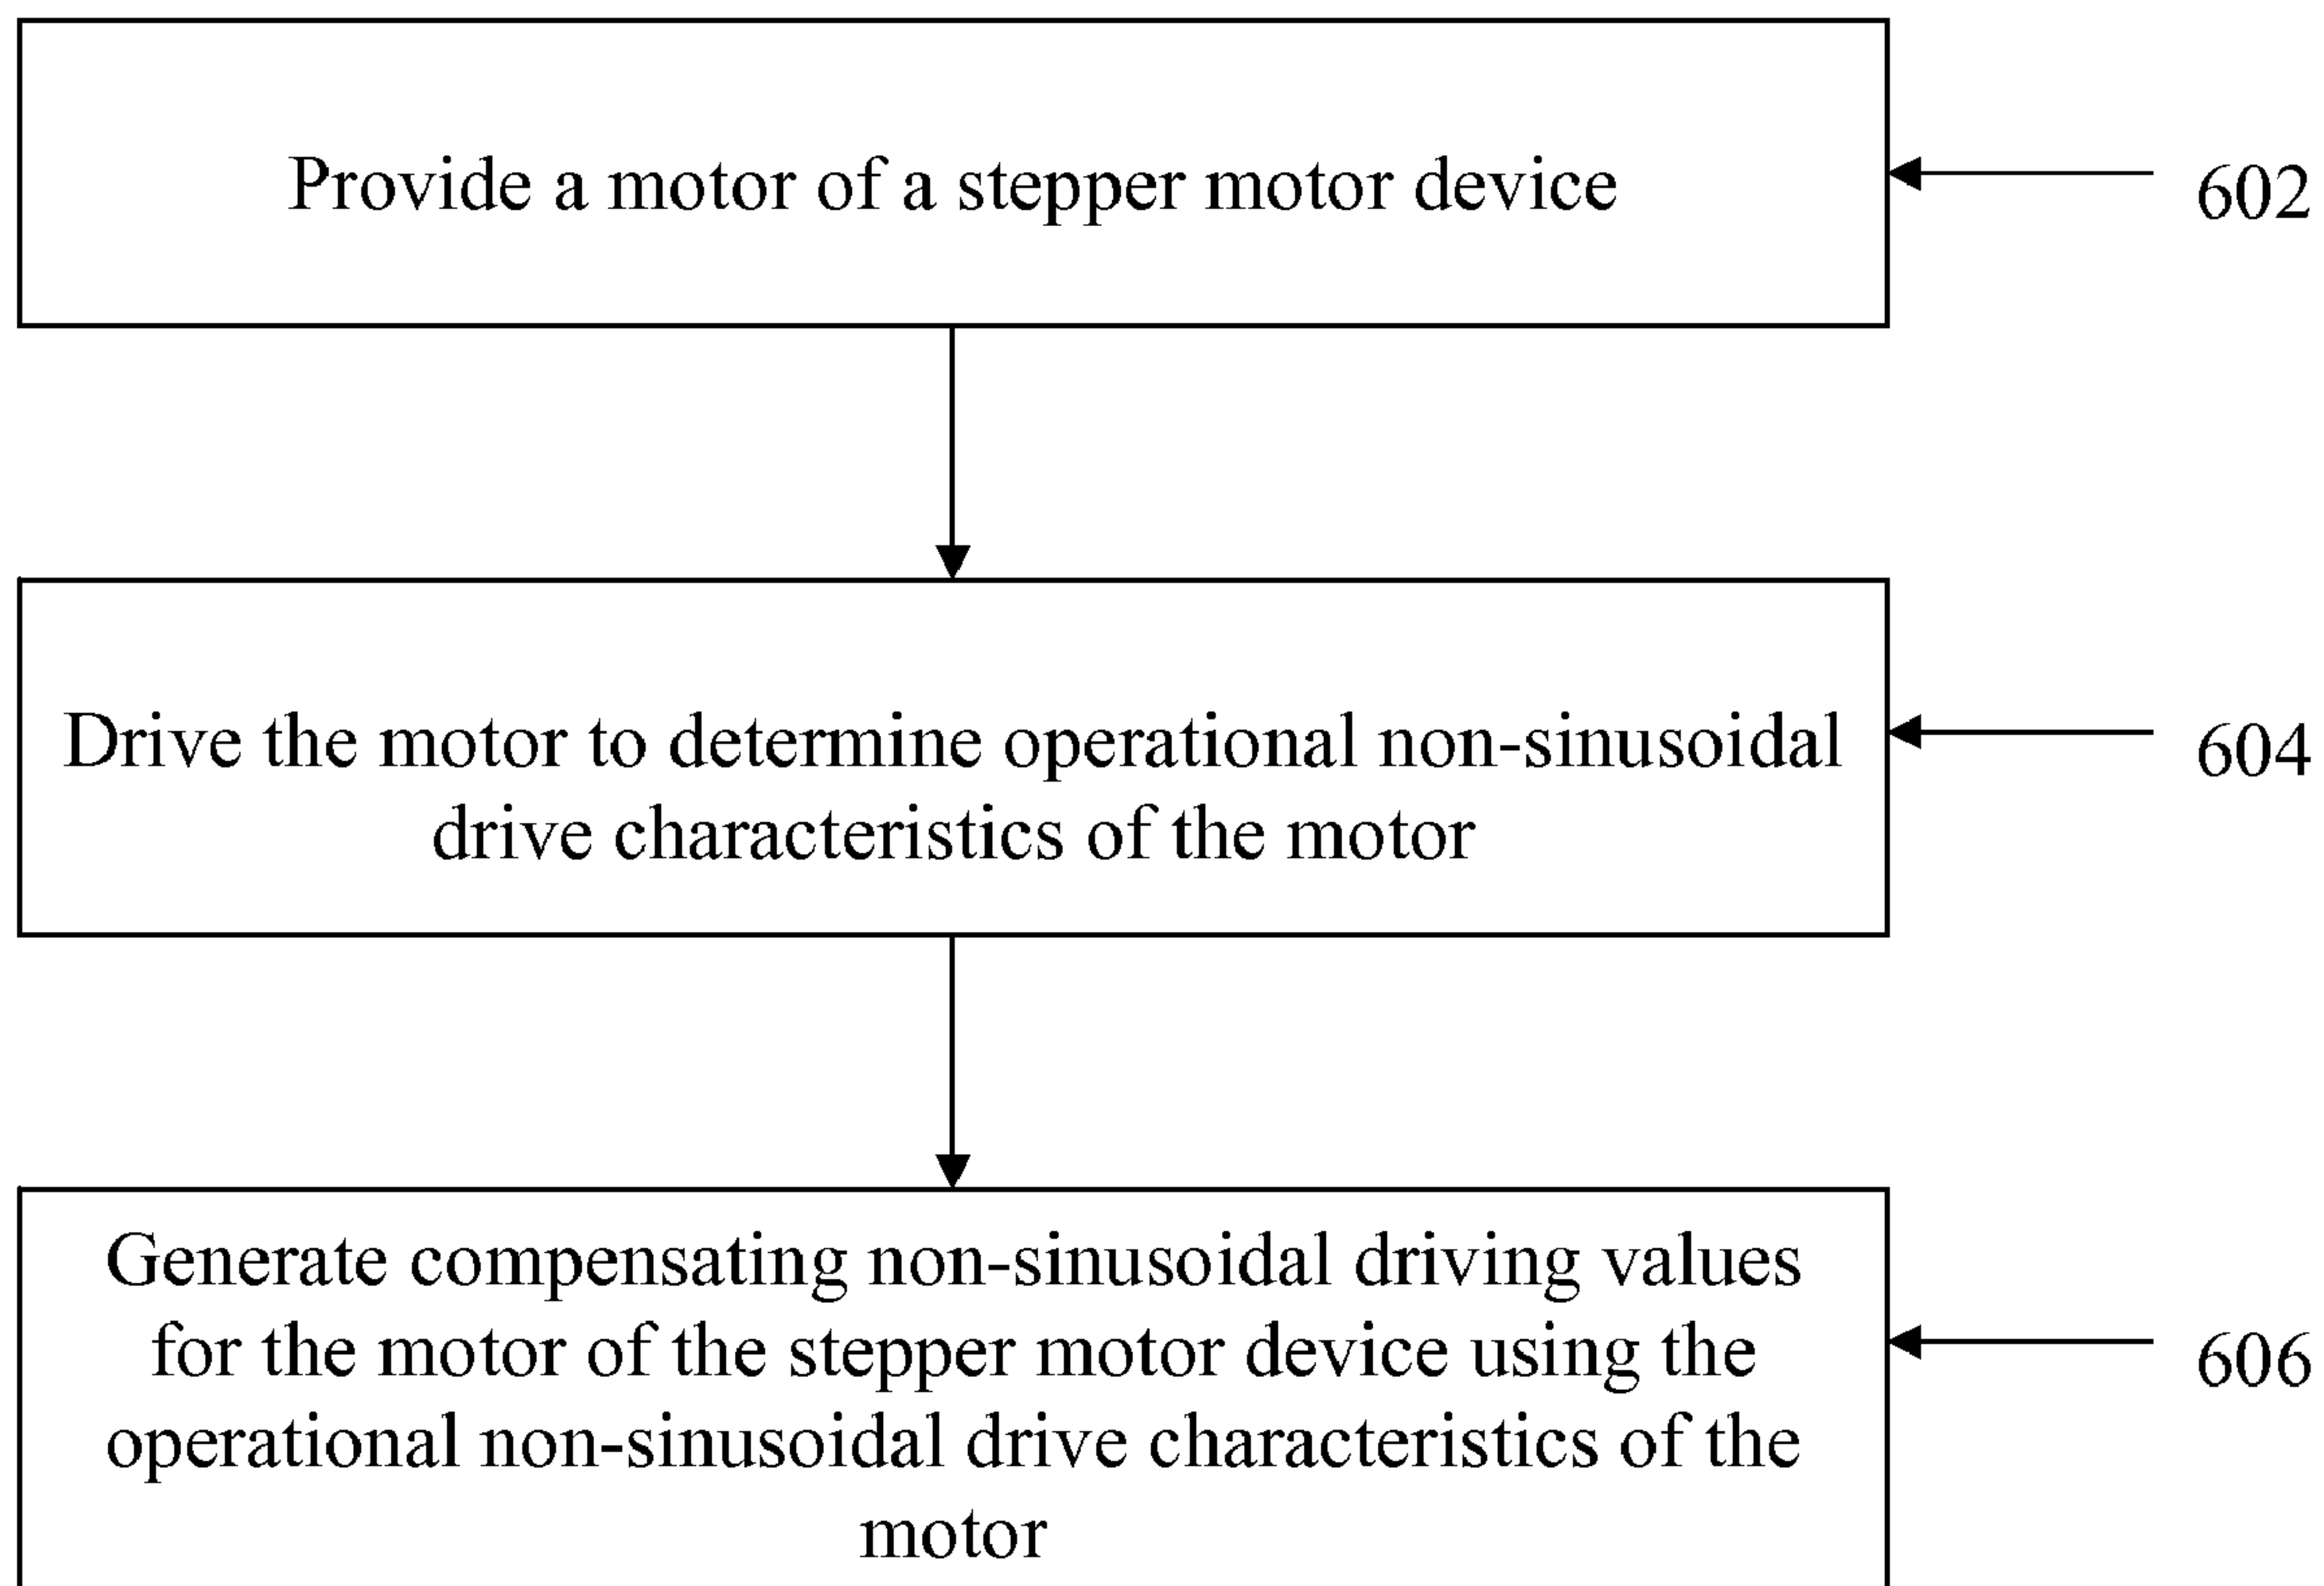 Provide a motor of a stepper motor device
602
Drive the motor to determine operational non-sinusoidal
drive characteristics of the motor
604
Generate compensating non-sinusoidal driving values
for the motor of the stepper motor device using the
operational non-sinusoidal drive characteristics of the
motor
606